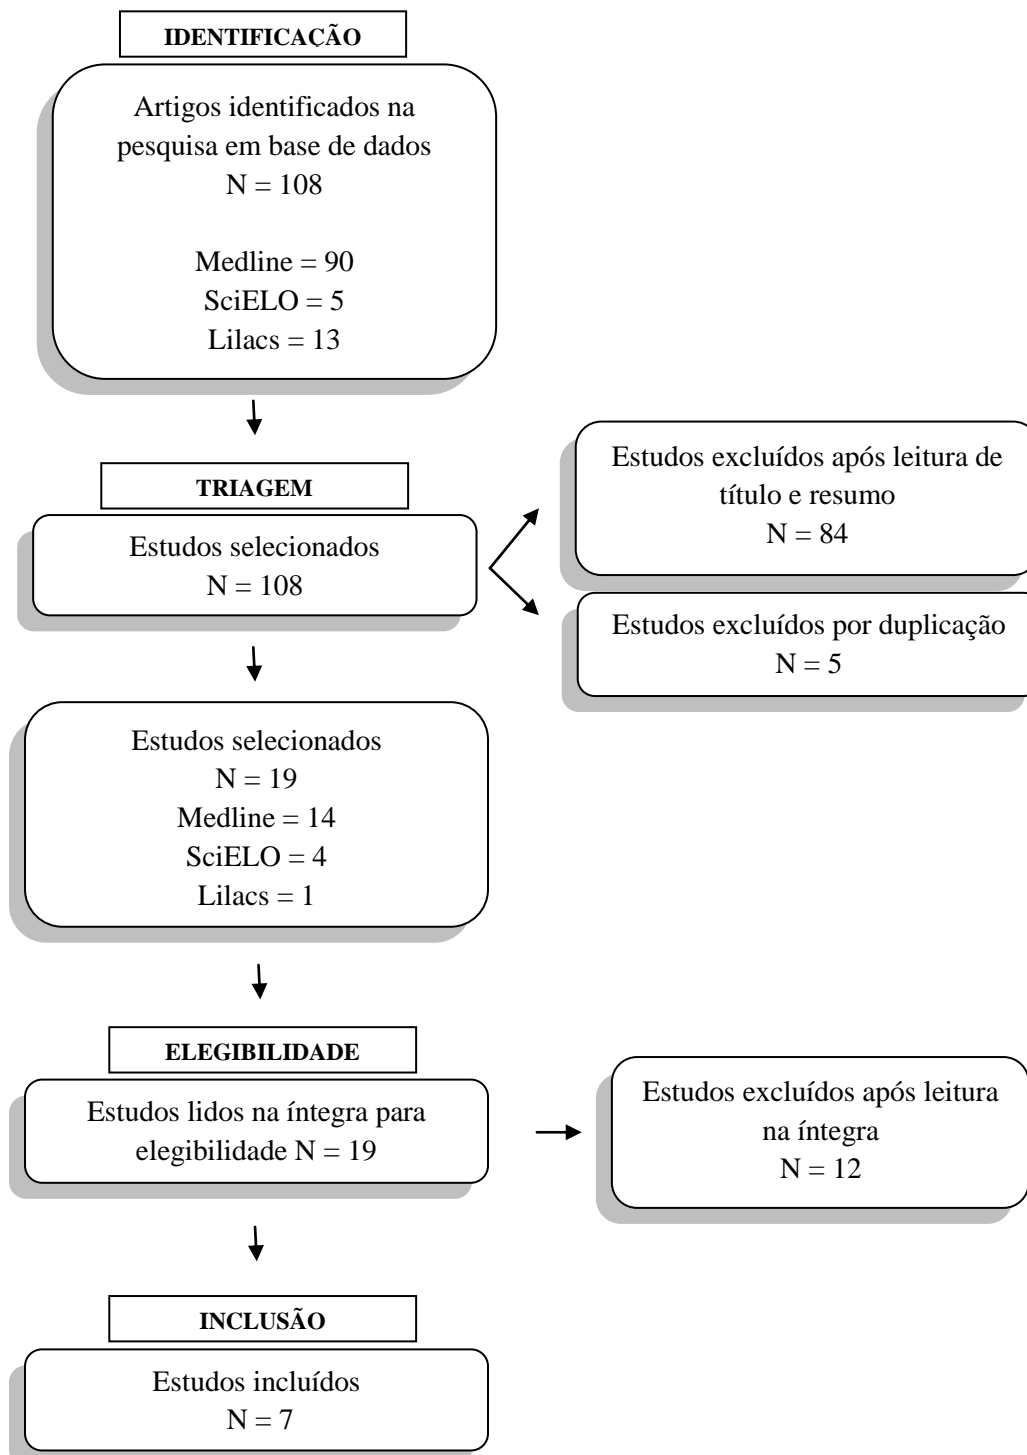 IDENTIFICAÇÃO
Artigos identificados na
pesquisa em base de dados
N = 108
Medline = 90
SciELO = 5
Lilacs = 13
TRIAGEM
Estudos selecionados
N = 108
Estudos excluídos após leitura de
título e resumo
N = 84
Estudos excluídos por duplicação
N = 5
Estudos selecionados
N = 19
Medline = 14
SciELO = 4
Lilacs = 1
ELEGIBILIDADE
Estudos lidos na íntegra para
elegibilidade N = 19
Estudos excluídos após leitura
na íntegra
N = 12
INCLUSÃO
Estudos incluídos
N = 7